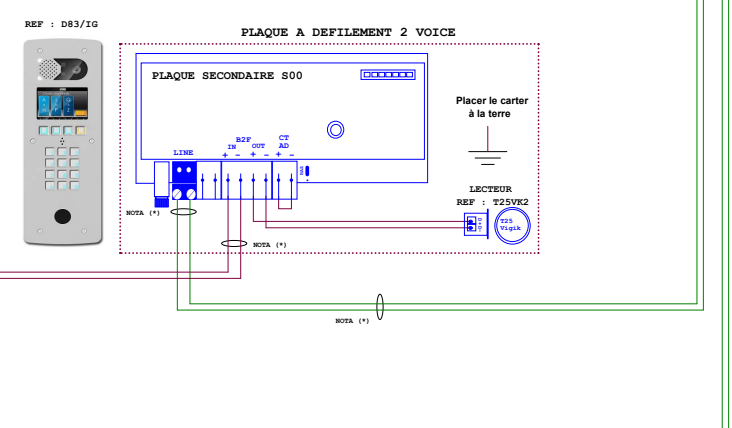 REF : D83/IG
PLAQUE A DEFILEMENT 2 VOICE
PLAQUE SECONDAIRE S00
Placer le carter
à la terre
B2F
CT
IN
OUT
AD
LINE
+ - + - + -
LECTEUR
REF : T25VK2
T25
Vigik
NOTA (*)
NOTA (*)
NOTA (*)